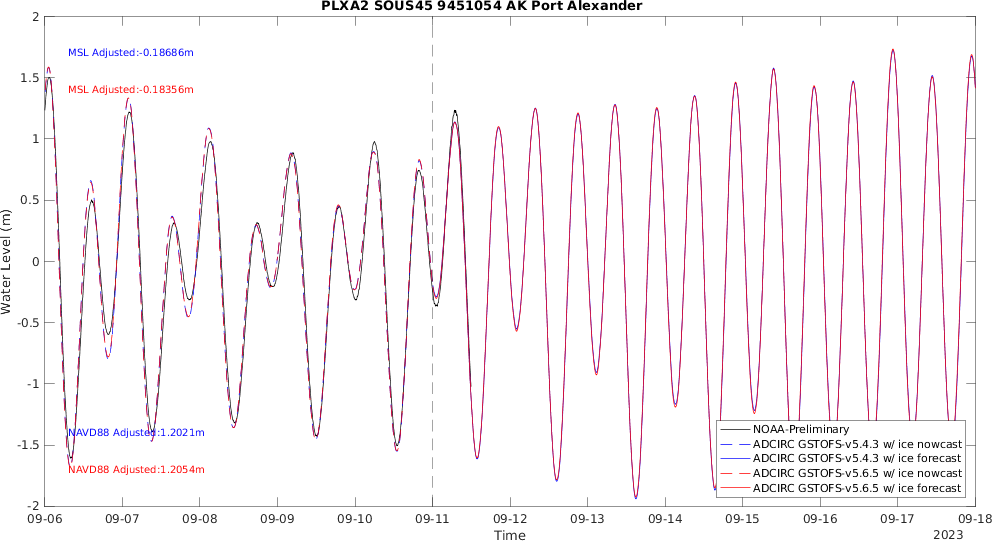 PLXA2 SOUS45 9451054 AK Port Alexander
2
1.5
1
0.5
0
-0.5
-1
-1.5
-2
Water Level (m)
MSL Adjusted:-0.18686m
MSL Adjusted:-0.18356m
NAVD88 Adjusted:1.2021m
NAVD88 Adjusted:1.2054m
NOAA-Preliminary
ADCIRC GSTOFS-v5.4.3 w/ ice nowcast
ADCIRC GSTOFS-v5.4.3 w/ ice forecast
ADCIRC GSTOFS-v5.6.5 w/ ice nowcast
ADCIRC GSTOFS-v5.6.5 w/ ice forecast
09-06 09-07 09-08 09-09 09-10 09-11 09-12 09-13 09-14 09-15 09-16 09-17 09-18
Time
2023